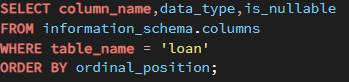 SELECT column_name,data_type,is_nullable
FROM information_schema.columns
WHERE table_name = 'loan'
ORDER BY ordinal_position;